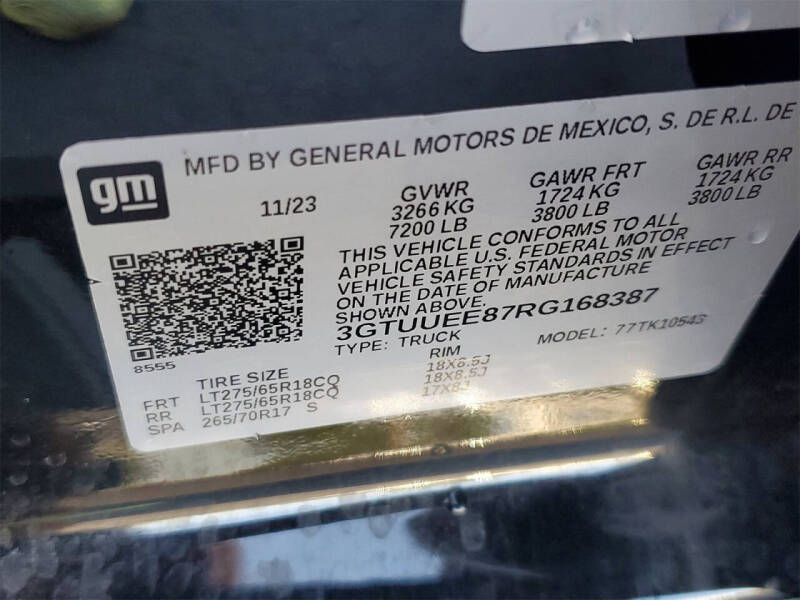 MFD BY GENERAL MOTORS DE MEXICO, S. DE R.L. DE
gm
11/23
GVWR
3266 KG
7200 LB
GAWR FRT
1724 KG
3800 LB
GAWR RR
1724 KG
3800 LB
THIS VEHICLE CONFORMS TO ALL
APPLICABLE U.S. FEDERAL MOTOR
VEHICLE SAFETY STANDARDS IN EFFECT
ON THE DATE OF MANUFACTURE
SHOWN ABOVE.
3GTUUEE87RG168387
TYPE: TRUCK
MODEL: 77TK10543
8555
TIRE SIZE
RIM
FRT LT275/65R18CQ 18X8.5J
RR LT275/65R18CQ 18X8.5J
SPA 265/70R17 S 17X8J